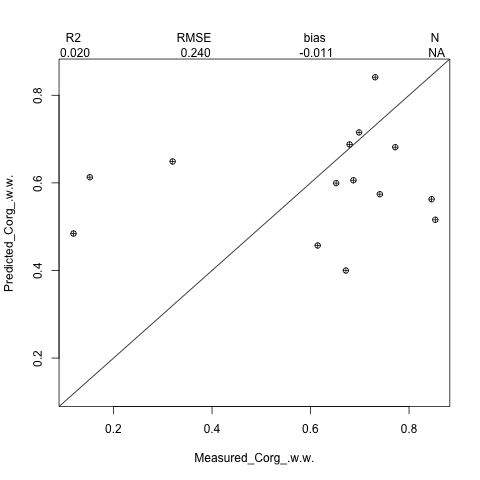 R2 RMSE bias N
0.020 0.240 -0.011 NA
0.8
0.6
0.4
0.2
Predicted_Corg_.w.w.
0.2 0.4 0.6 0.8
Measured_Corg_.w.w.